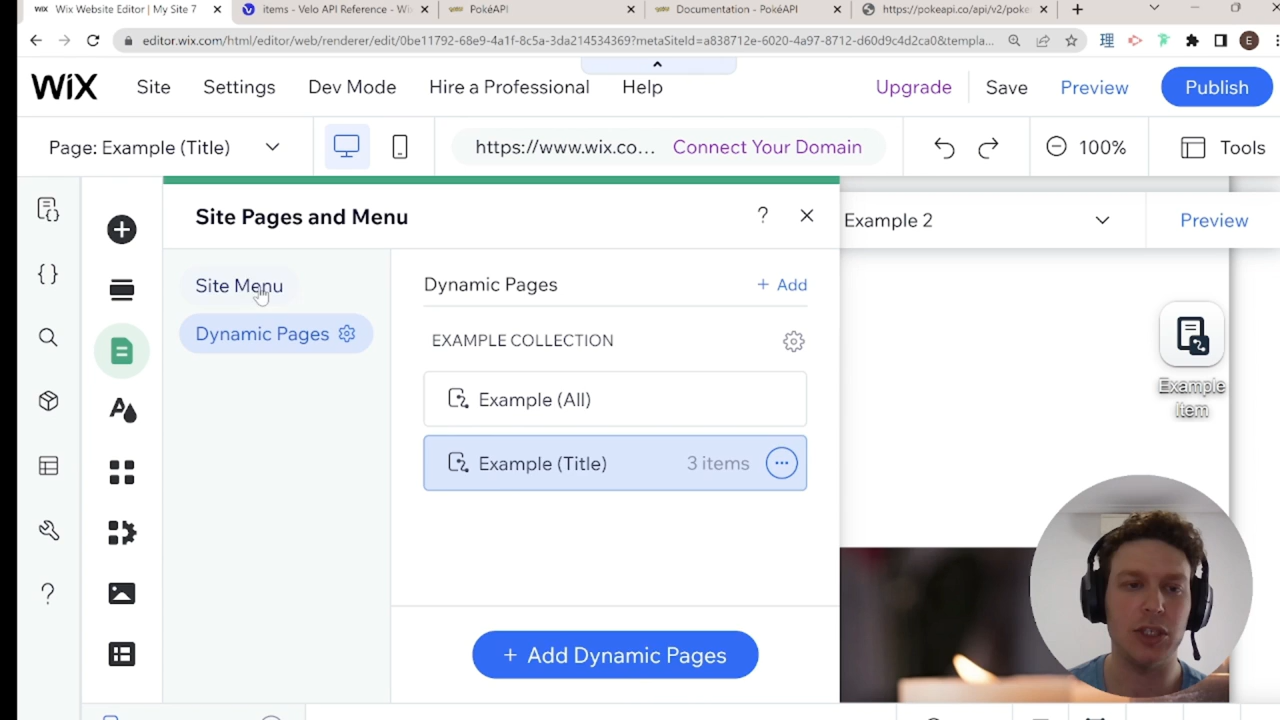 WiX Wix Website Editor | My Site 7
items - Velo API Reference - Wi
PokéAPI
Documentation - PokéAPI
https://pokeapi.co/api/v2/poke
editor.wix.com/html/editor/web/renderer/edit/0be11792-68e9-4a1f-8c5a-3da214534369?metaSiteId=a838712e-6020-4a97-8712-d60d9c4d2ca0&templa...
理
E
WiX
Site
Settings
Dev Mode
Hire a Professional
Help
Upgrade
Save
Preview
Publish
Page: Example (Title)
https://www.wix.co...
Connect Your Domain
100%
Tools
Site Pages and Menu
?
Example 2
Preview
Site Menu
Dynamic Pages
Dynamic Pages
+ Add
EXAMPLE COLLECTION
Example (All)
Example (Title)
3 items
Example
Item
+ Add Dynamic Pages